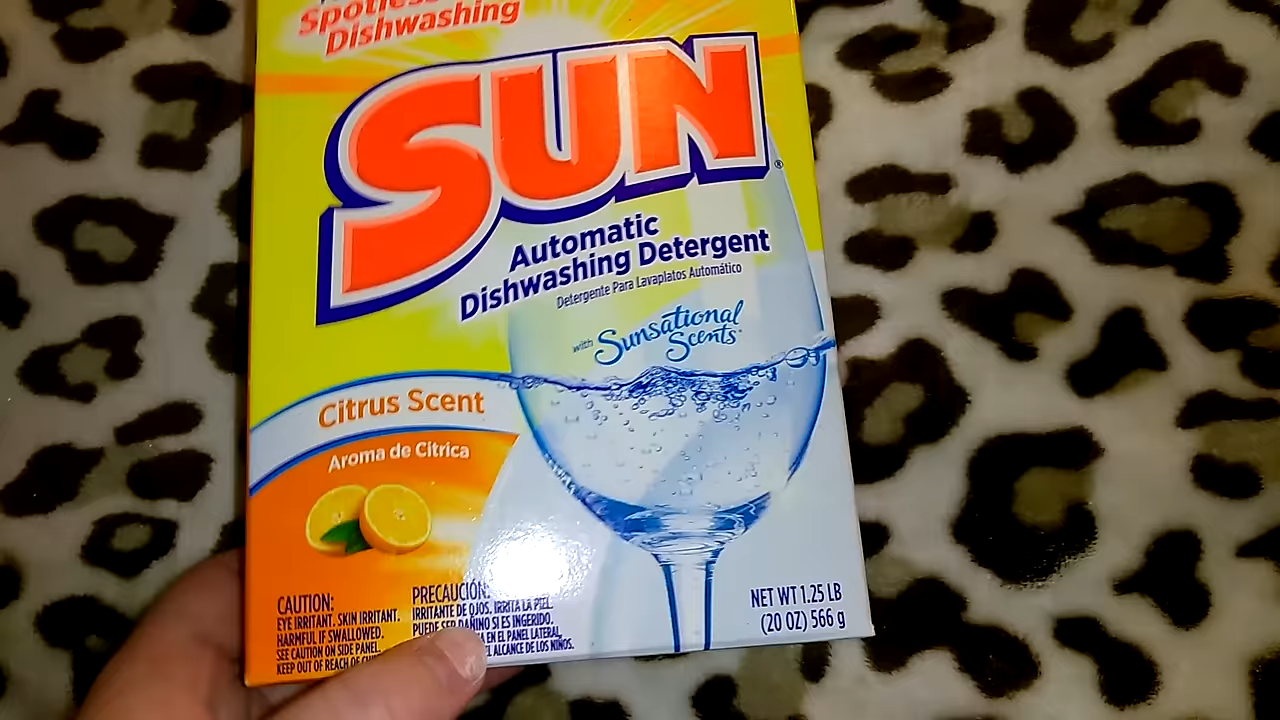 Spotless
Dishwashing
SUN®
Automatic
Dishwashing Detergent
Detergente Para Lavaplatos Automático
with Sunsational
Scents
Citrus Scent
Aroma de Cítrica
CAUTION:
EYE IRRITANT. SKIN IRRITANT.
HARMFUL IF SWALLOWED.
SEE CAUTION ON SIDE PANEL.
KEEP OUT OF REACH OF
PRECAUCIÓN:
IRRITANTE DE OJOS. IRRITA LA PIEL.
PUEDE SER DAÑINO SI ES INGERIDO.
EN EL PANEL LATERAL.
ALCANCE DE LOS NIÑOS.
NET WT 1.25 LB
(20 OZ) 566 g